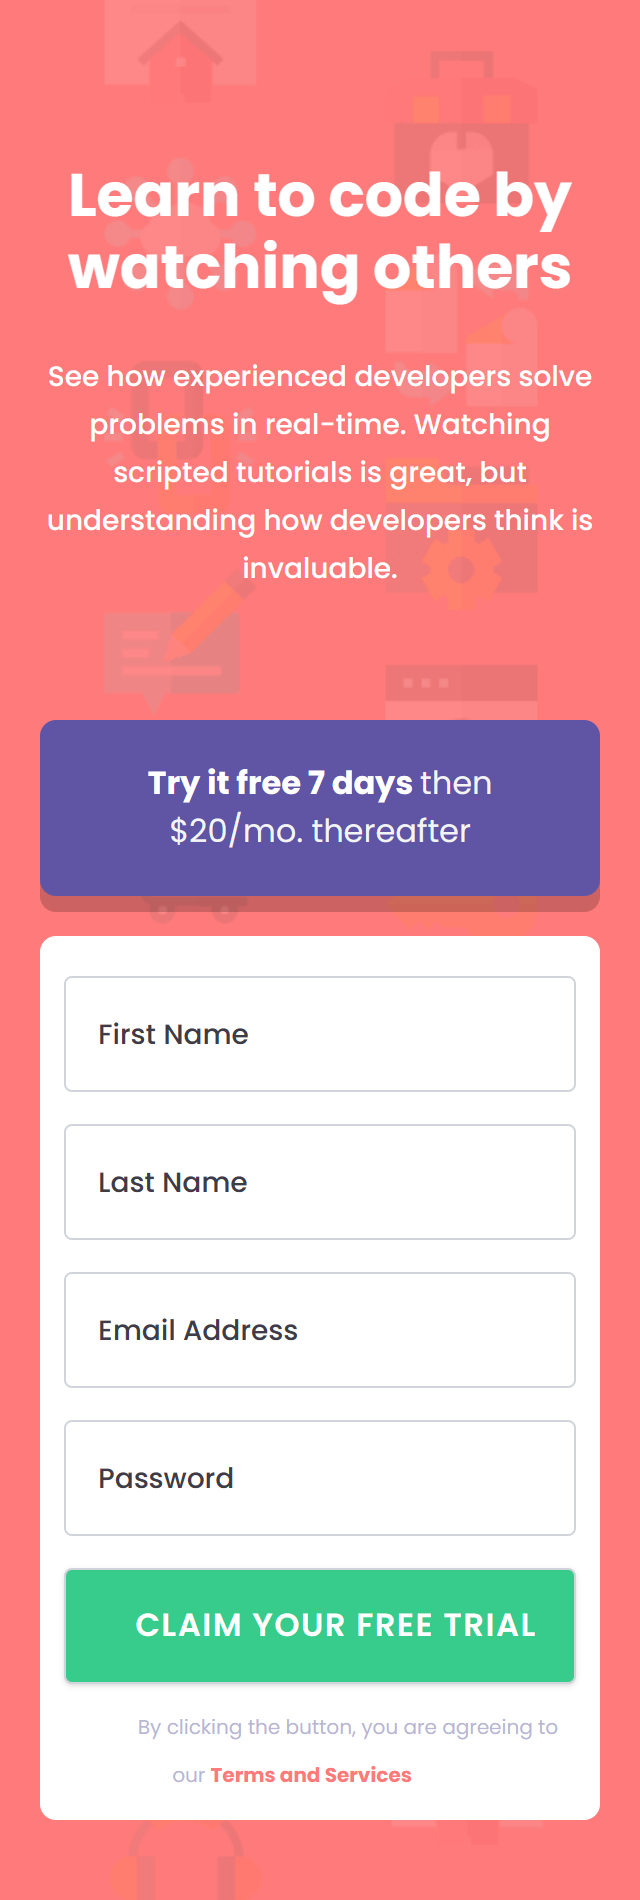 Learn to code by
watching others
See how experienced developers solve
problems in real-time. Watching
scripted tutorials is great, but
understanding how developers think is
invaluable.
Try it free 7 days then
$20/mo. thereafter
First Name
Last Name
Email Address
Password
CLAIM YOUR FREE TRIAL
By clicking the button, you are agreeing to
our Terms and Services